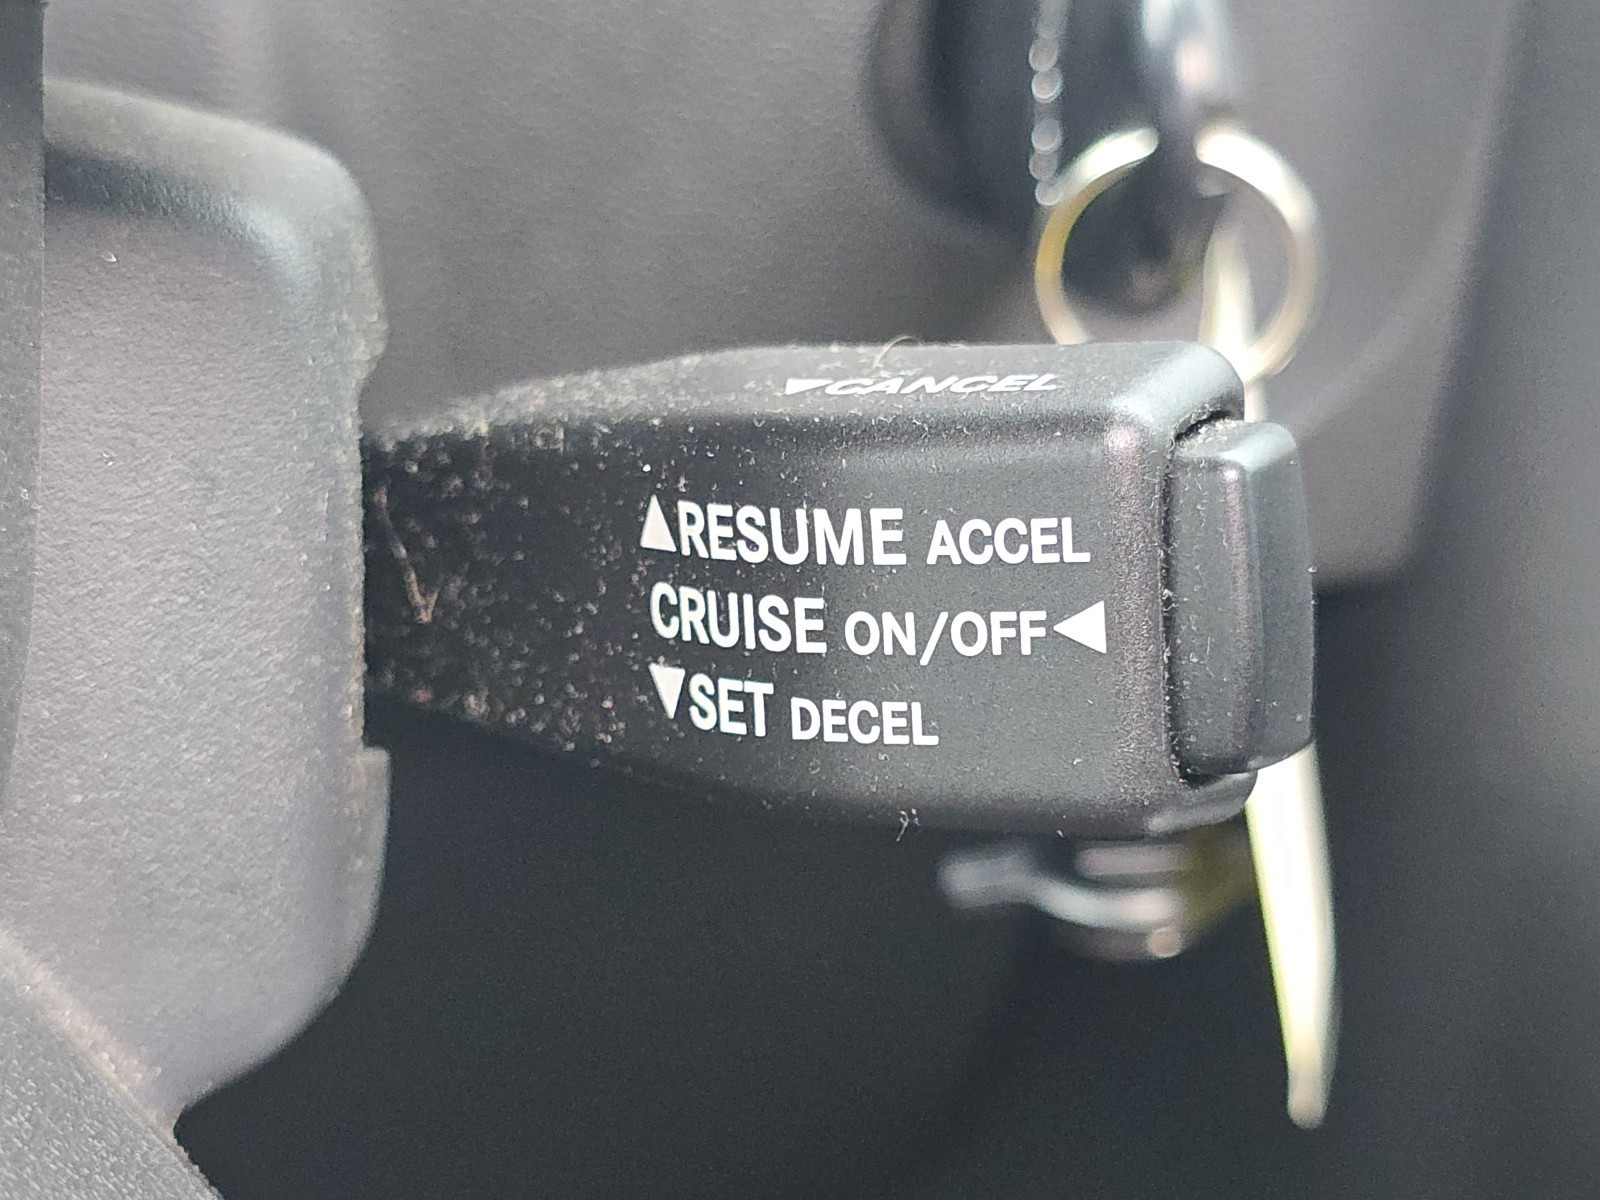 ▼CANCEL
▲RESUME ACCEL
CRUISE ON/OFF◀
▼SET DECEL